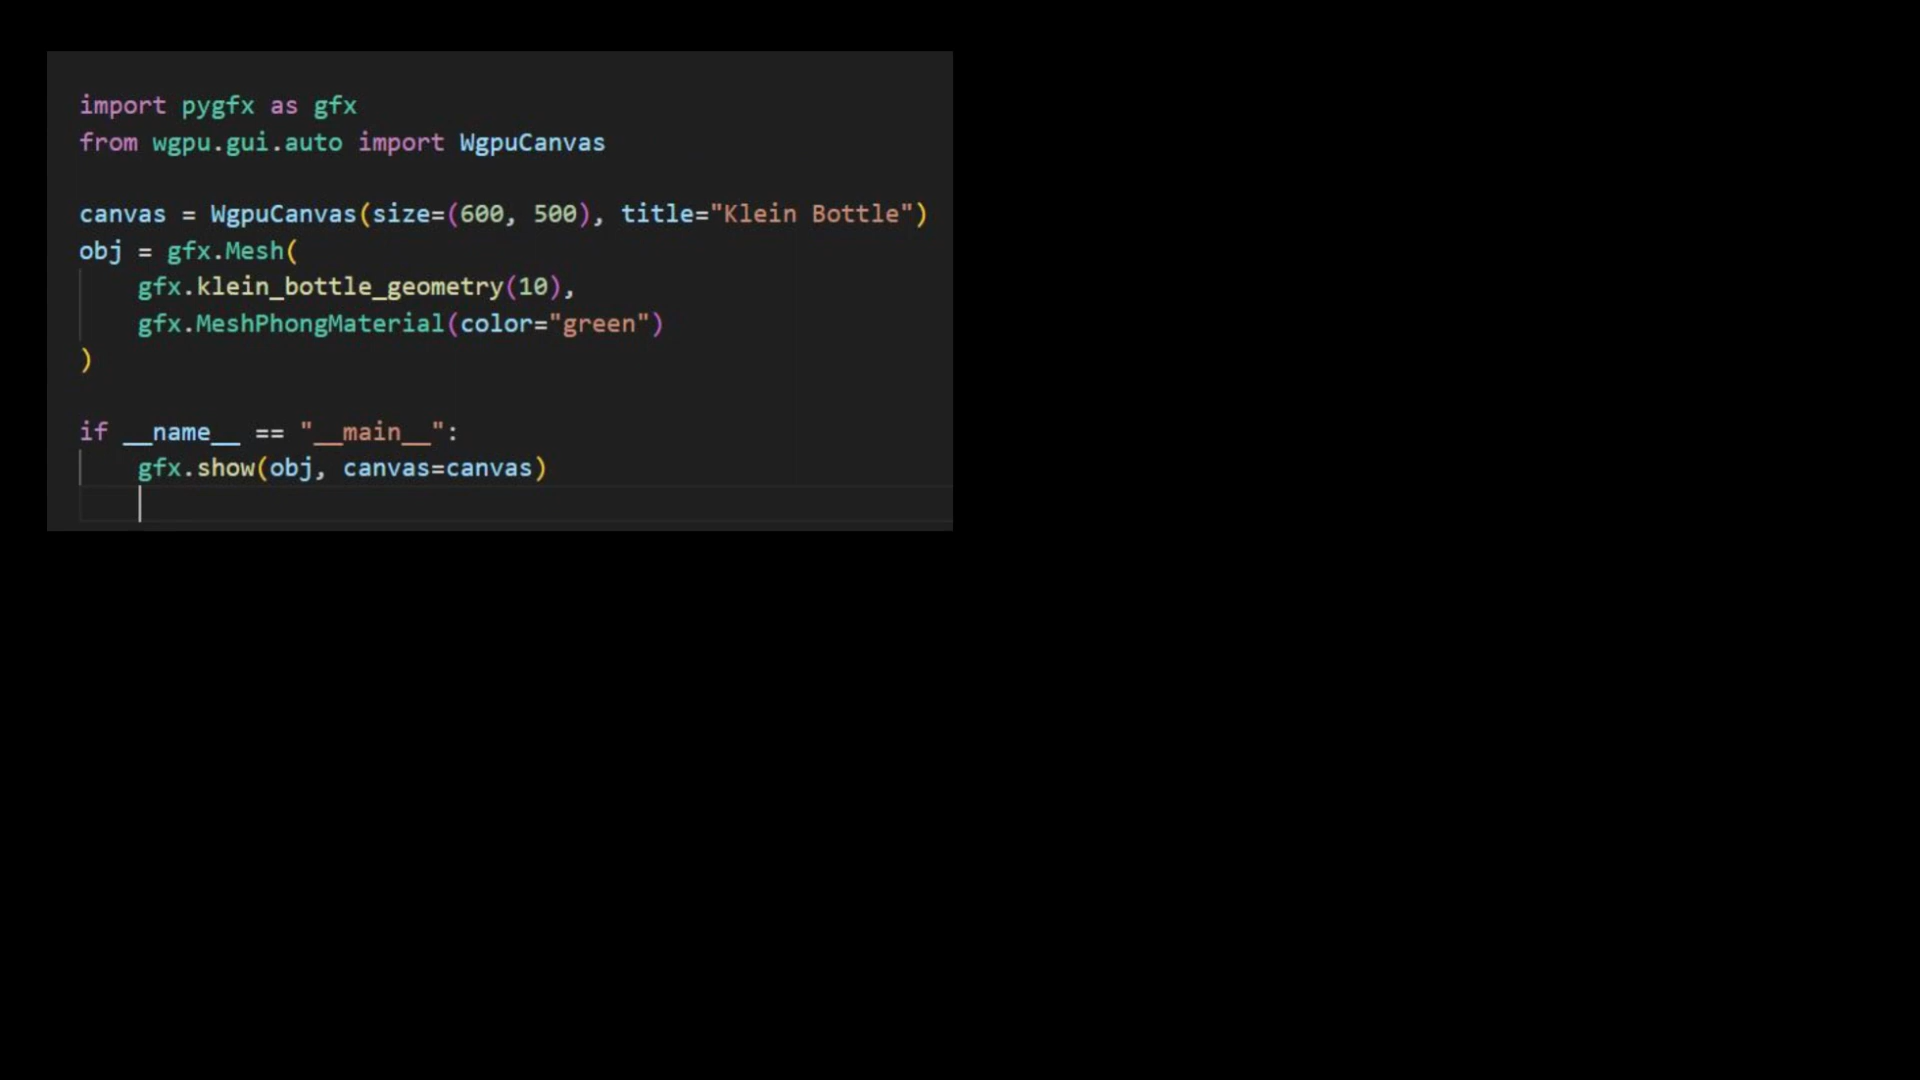 import pygfx as gfx
from wgpu.gui.auto import WgpuCanvas
canvas = WgpuCanvas(size=(600, 500), title="Klein Bottle")
obj = gfx.Mesh(
    gfx.klein_bottle_geometry(10),
    gfx.MeshPhongMaterial(color="green")
)
if __name__ == "__main__":
    gfx.show(obj, canvas=canvas)